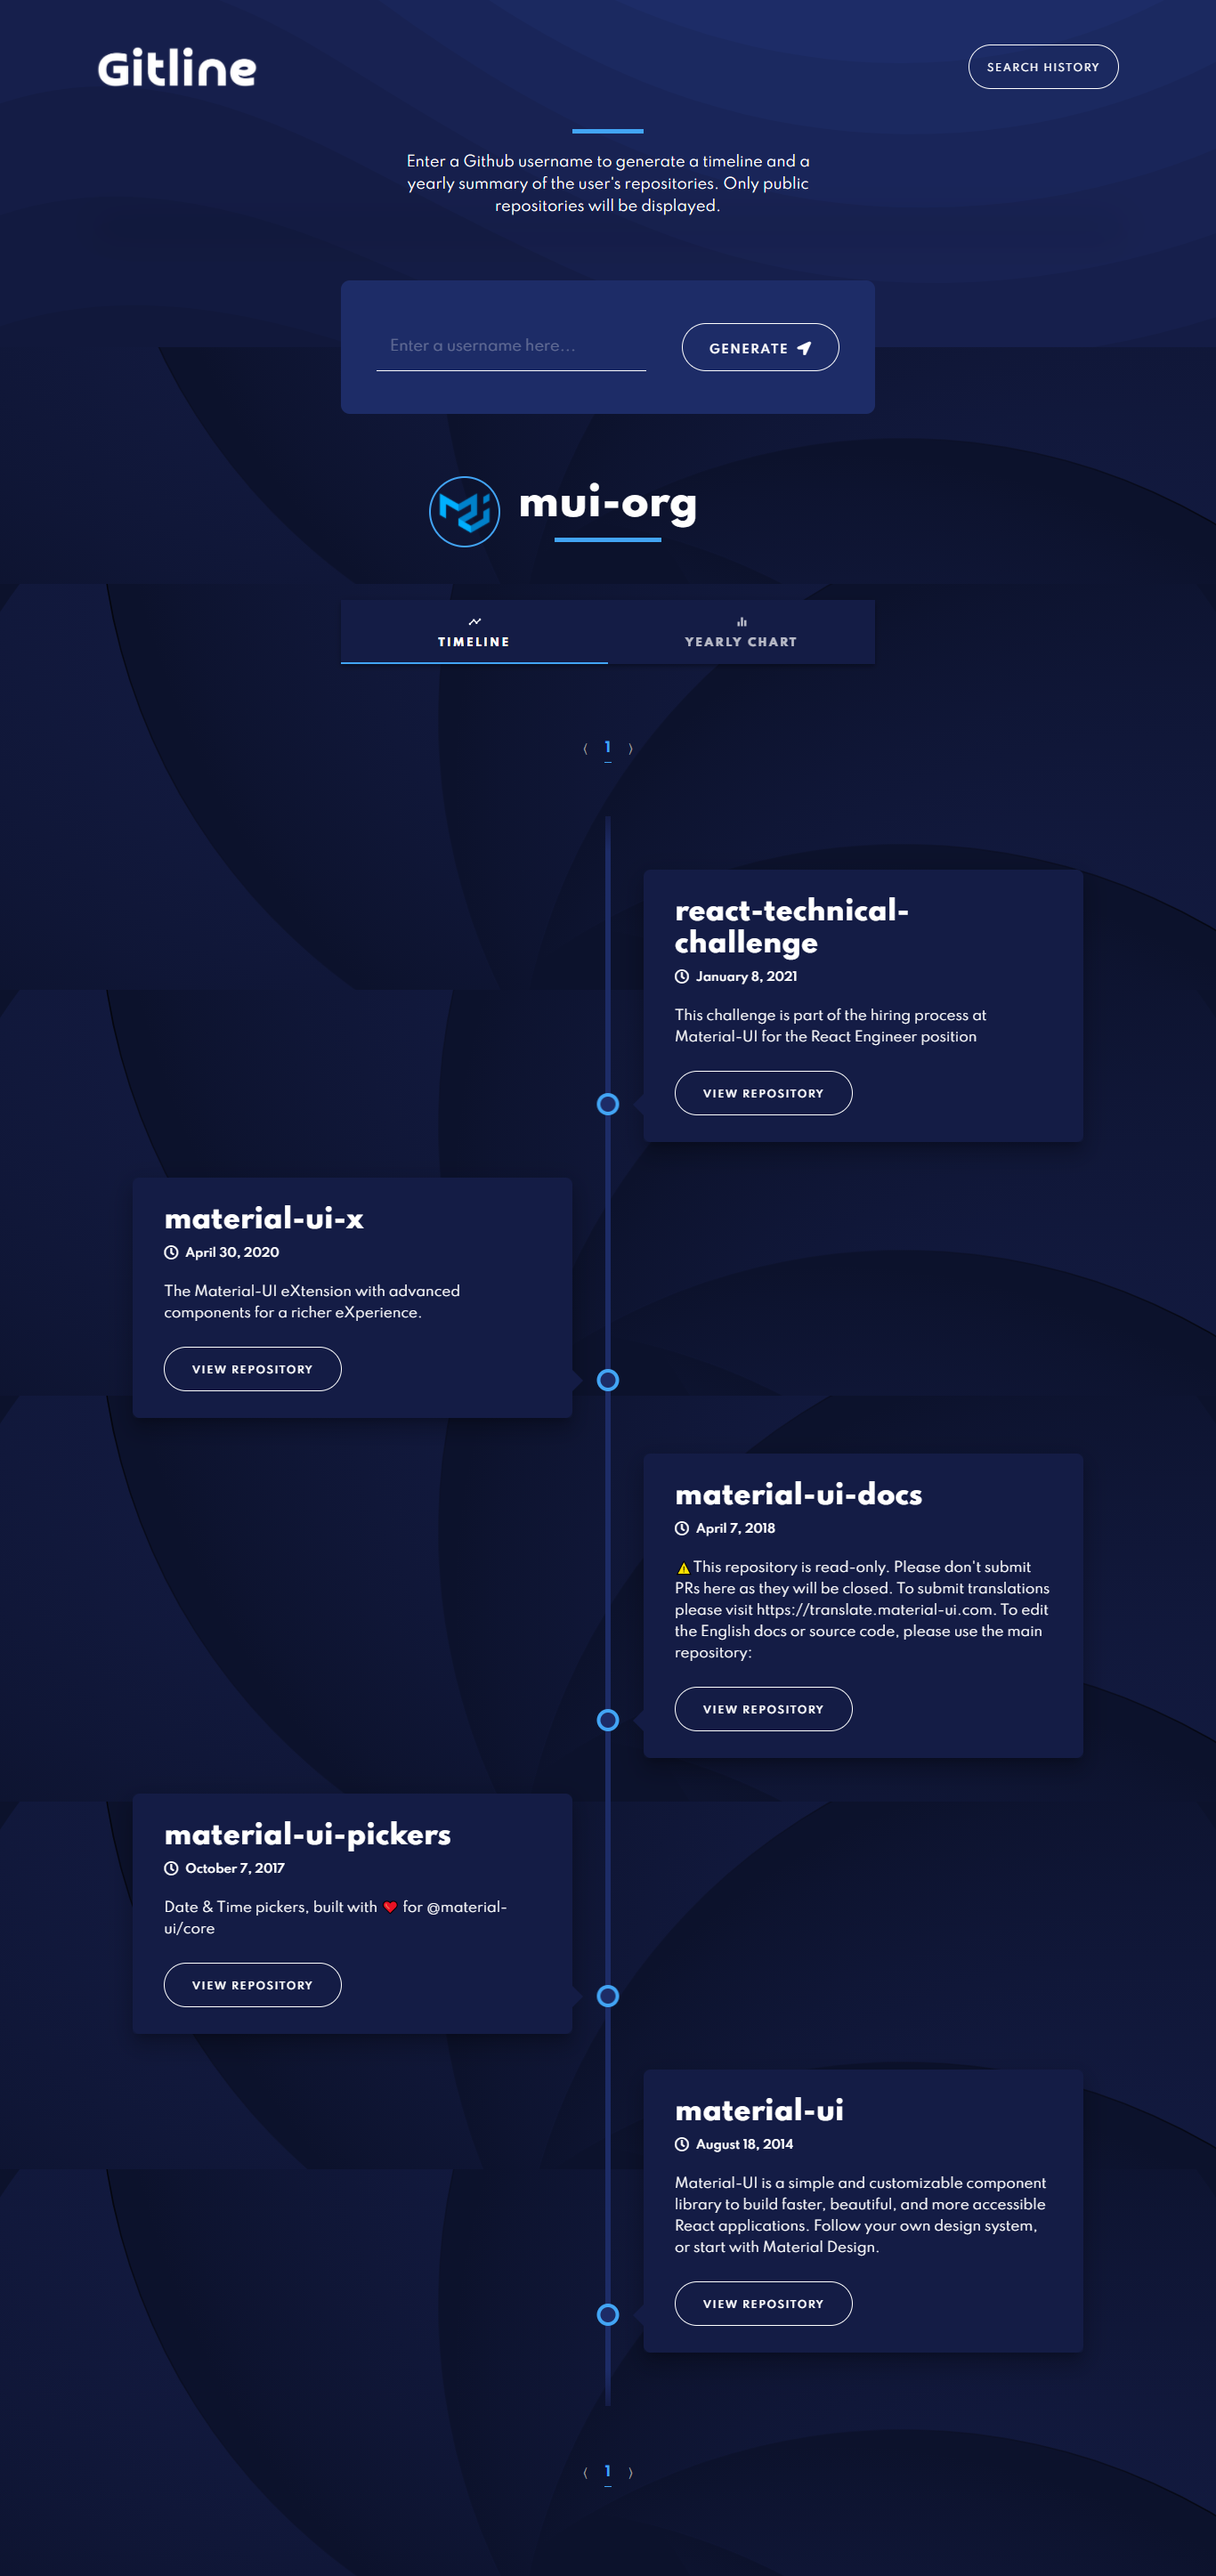 Gitline
SEARCH HISTORY
Enter a Github username to generate a timeline and a
yearly summary of the user's repositories. Only public
repositories will be displayed.
Enter a username here...
GENERATE
mui-org
TIMELINE
YEARLY CHART
⟨ 1 ⟩
react-technical-
challenge
January 8, 2021
This challenge is part of the hiring process at
Material-UI for the React Engineer position
VIEW REPOSITORY
material-ui-x
April 30, 2020
The Material-UI eXtension with advanced
components for a richer eXperience.
VIEW REPOSITORY
material-ui-docs
April 7, 2018
⚠️This repository is read-only. Please don't submit
PRs here as they will be closed. To submit translations
please visit https://translate.material-ui.com. To edit
the English docs or source code, please use the main
repository:
VIEW REPOSITORY
material-ui-pickers
October 7, 2017
Date & Time pickers, built with ❤️ for @material-
ui/core
VIEW REPOSITORY
material-ui
August 18, 2014
Material-UI is a simple and customizable component
library to build faster, beautiful, and more accessible
React applications. Follow your own design system,
or start with Material Design.
VIEW REPOSITORY
⟨ 1 ⟩